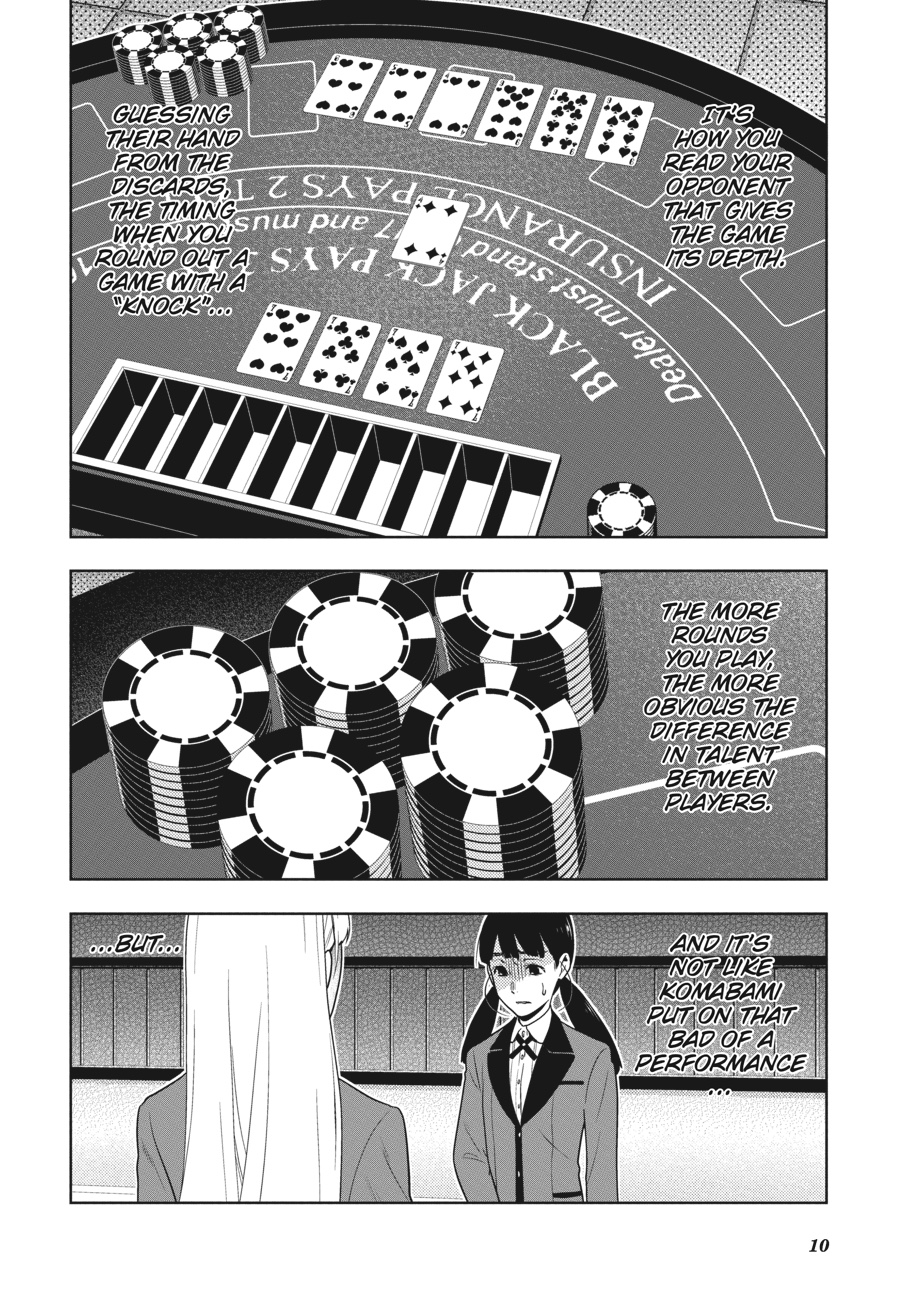 IT'S
HOW YOU
READ YOUR
OPPONENT
THAT GIVES
THE GAME
ITS DEPTH.
GUESSING
THEIR HAND
FROM THE
DISCARDS,
THE TIMING
WHEN YOU
ROUND OUT A
GAME WITH A
"KNOCK"...
INSURANCE PAYS 2 T
Dealer must stand 17 and mus
BLACK JACK PAYS
THE MORE
ROUNDS
YOU PLAY,
THE MORE
OBVIOUS THE
DIFFERENCE
IN TALENT
BETWEEN
PLAYERS.
AND IT'S
NOT LIKE
KOMABAMI
PUT ON THAT
BAD OF A
PERFORMANCE
...
...BUT...
10